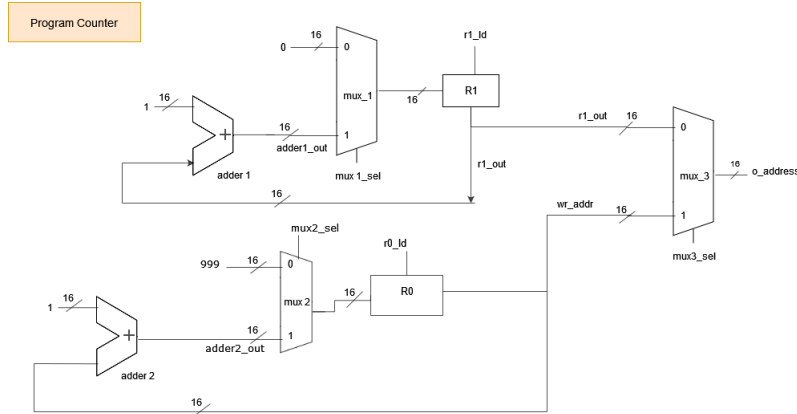 Program Counter
r1_ld
16
0
0
16
mux_1
R1
16
1
+
16
adder1_out
1
adder 1
mux 1_sel
r1_out
16
0
r1_out
16
mux_3
16
o_address
wr_addr
16
1
mux3_sel
mux2_sel
r0_ld
999
16
0
16
R0
mux 2
1
16
+
16
1
adder2_out
adder 2
16